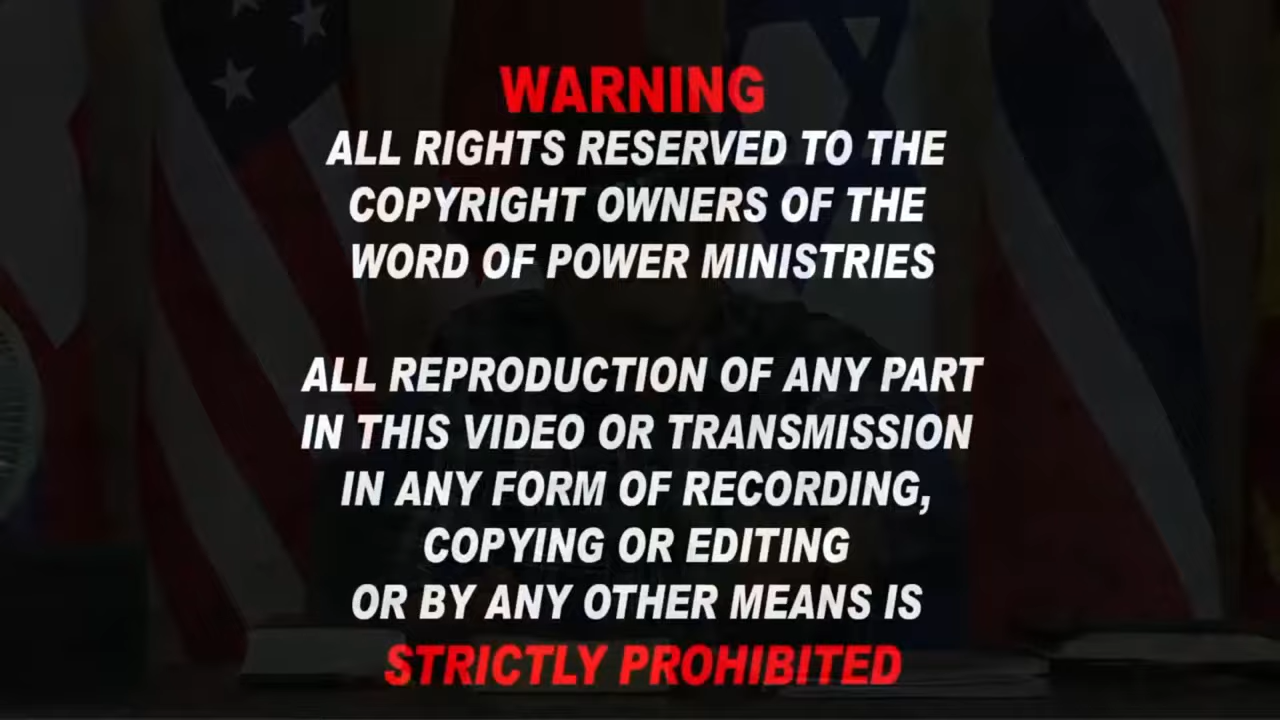 WARNING
ALL RIGHTS RESERVED TO THE
COPYRIGHT OWNERS OF THE
WORD OF POWER MINISTRIES
ALL REPRODUCTION OF ANY PART
IN THIS VIDEO OR TRANSMISSION
IN ANY FORM OF RECORDING,
COPYING OR EDITING
OR BY ANY OTHER MEANS IS
STRICTLY PROHIBITED